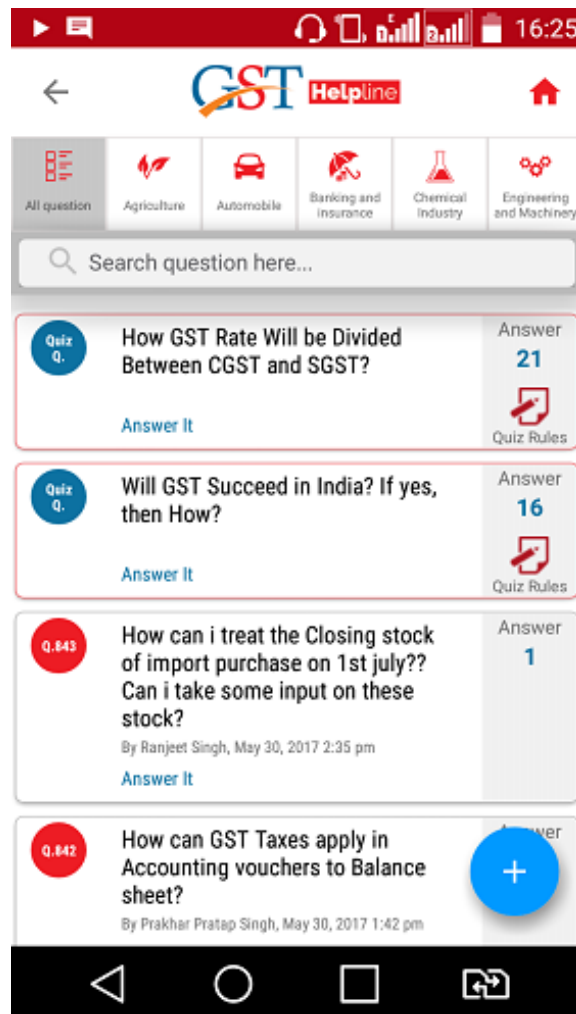 16:25
GST Helpline
All question
Agriculture
Automobile
Banking and
insurance
Chemical
Industry
Engineering
and Machinery
Search question here...
Quiz
Q.
How GST Rate Will be Divided
Between CGST and SGST?
Answer It
Answer
21
Quiz Rules
Quiz
Q.
Will GST Succeed in India? If yes,
then How?
Answer It
Answer
16
Quiz Rules
Q.843
How can i treat the Closing stock
of import purchase on 1st july??
Can i take some input on these
stock?
By Ranjeet Singh, May 30, 2017 2:35 pm
Answer It
Answer
1
Q.842
How can GST Taxes apply in
Accounting vouchers to Balance
sheet?
By Prakhar Pratap Singh, May 30, 2017 1:42 pm
+